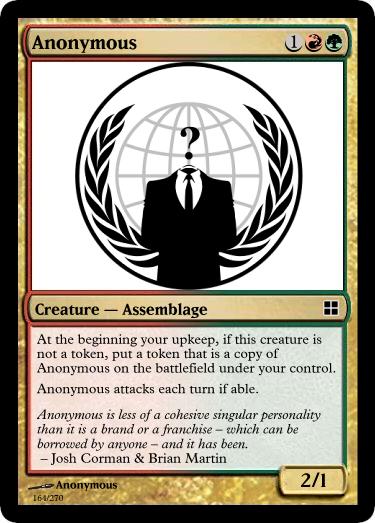 Anonymous 1
?
Creature — Assemblage
At the beginning your upkeep, if this creature is
not a token, put a token that is a copy of
Anonymous on the battlefield under your control.
Anonymous attacks each turn if able.
Anonymous is less of a cohesive singular personality
than it is a brand or a franchise – which can be
borrowed by anyone – and it has been.
– Josh Corman & Brian Martin
Anonymous
164/270
2/1